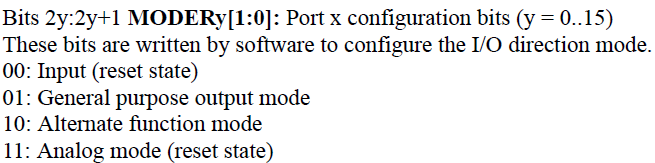 Bits 2y:2y+1 MODERy[1:0]: Port x configuration bits (y = 0..15)
These bits are written by software to configure the I/O direction mode.
00: Input (reset state)
01: General purpose output mode
10: Alternate function mode
11: Analog mode (reset state)